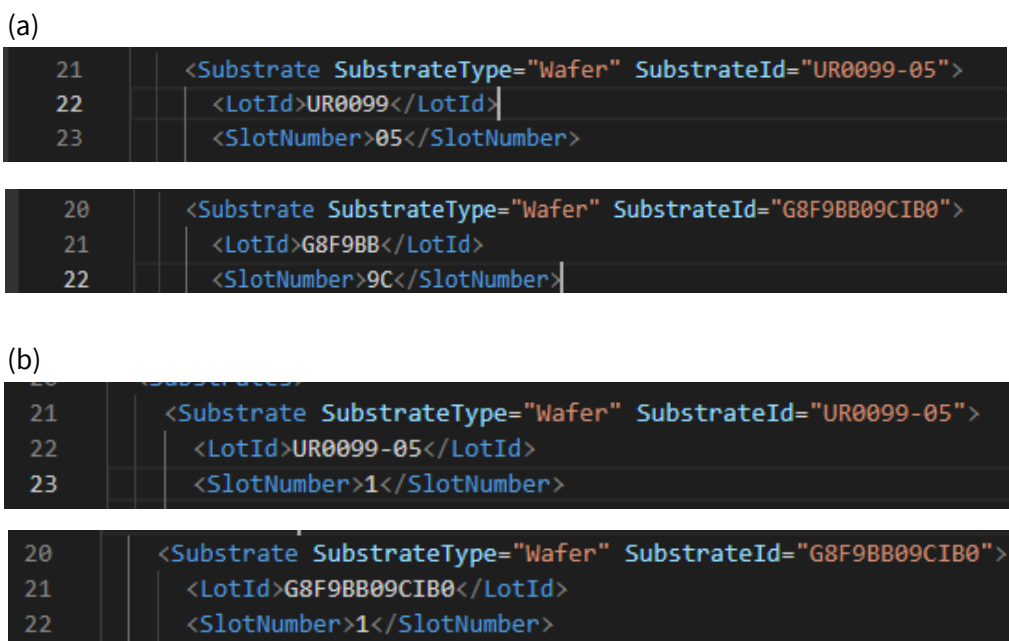 (a)
21 <Substrate SubstrateType="Wafer" SubstrateId="UR0099-05">
22 <LotId>UR0099</LotId>
23 <SlotNumber>05</SlotNumber>
20 <Substrate SubstrateType="Wafer" SubstrateId="G8F9BB09CIB0">
21 <LotId>G8F9BB</LotId>
22 <SlotNumber>9C</SlotNumber>
(b)
20 <Substrates>
21 <Substrate SubstrateType="Wafer" SubstrateId="UR0099-05">
22 <LotId>UR0099-05</LotId>
23 <SlotNumber>1</SlotNumber>
20 <Substrate SubstrateType="Wafer" SubstrateId="G8F9BB09CIB0">
21 <LotId>G8F9BB09CIB0</LotId>
22 <SlotNumber>1</SlotNumber>